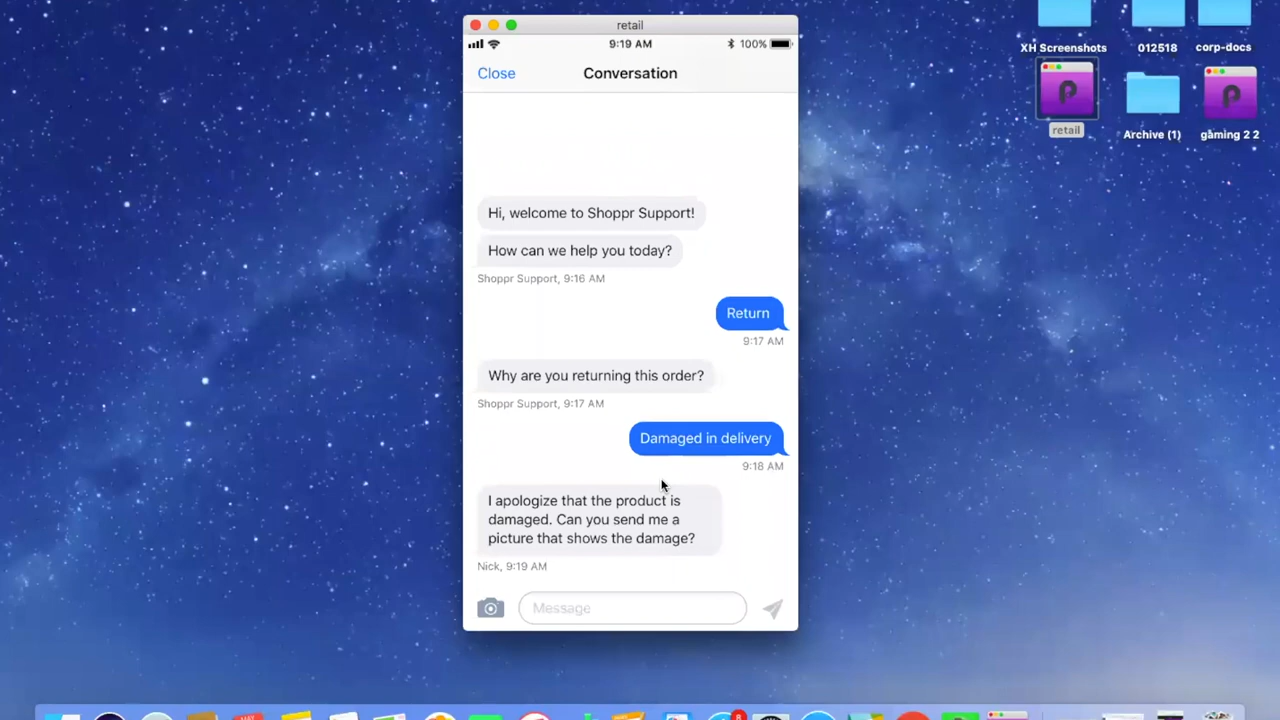 retail
9:19 AM
100%
Close
Conversation
Hi, welcome to Shoppr Support!
How can we help you today?
Shoppr Support, 9:16 AM
Return
9:17 AM
Why are you returning this order?
Shoppr Support, 9:17 AM
Damaged in delivery
9:18 AM
I apologize that the product is
damaged. Can you send me a
picture that shows the damage?
Nick, 9:19 AM
Message
XH Screenshots
012518
corp-docs
retail
Archive (1)
gaming 2 2
MAY
8